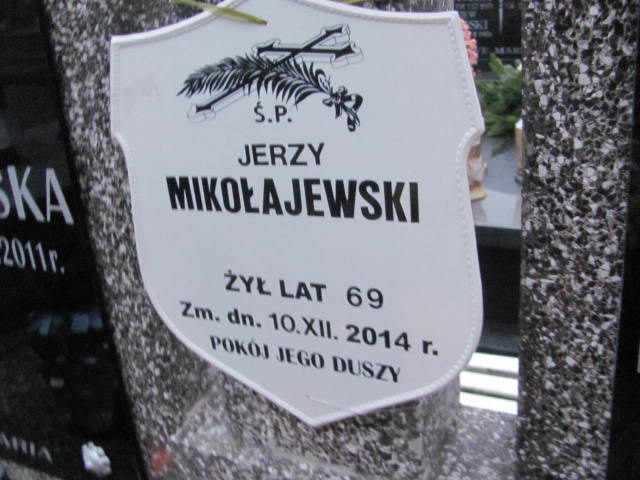 Ś.P.
JERZY
MIKOŁAJEWSKI
ŻYŁ LAT 69
Zm. dn. 10.XII. 2014 r.
POKÓJ JEGO DUSZY
SKA
2011r.